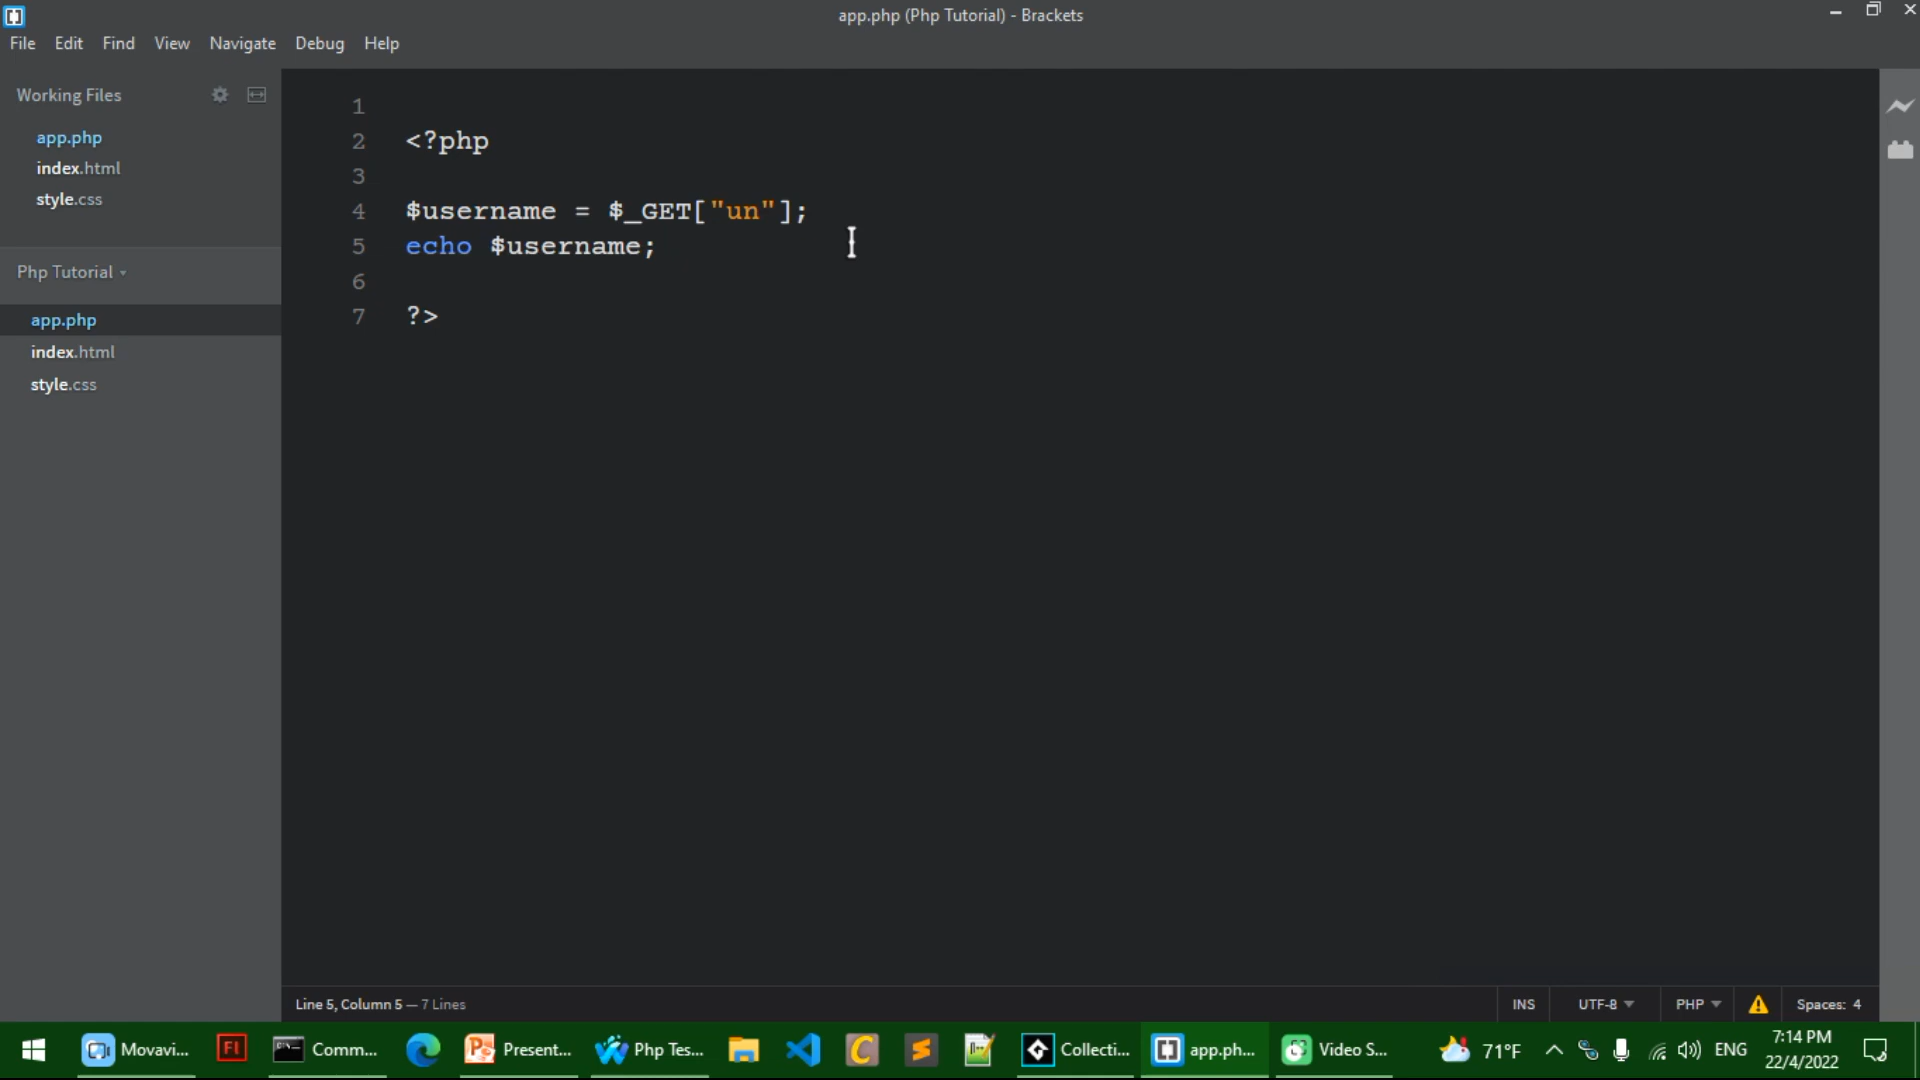 app.php (Php Tutorial) - Brackets
File Edit Find View Navigate Debug Help
Working Files
app.php
index.html
style.css
Php Tutorial
app.php
index.html
style.css
1
2 <?php
3
4 $username = $_GET["un"];
5 echo $username;
6
7 ?>
Line 5, Column 5 — 7 Lines
INS UTF-8 PHP Spaces: 4
Movavi... Fl Comm... Present... Php Tes... Collecti... app.ph... Video S... 71°F ENG 7:14 PM
22/4/2022